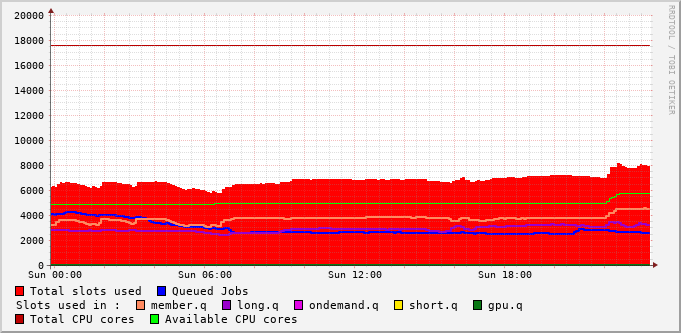 20000
18000
16000
14000
12000
10000
8000
6000
4000
2000
0
Sun 00:00 Sun 06:00 Sun 12:00 Sun 18:00
Total slots used Queued Jobs
Slots used in : member.q long.q ondemand.q short.q gpu.q
Total CPU cores Available CPU cores
RRDTOOL / TOBI OETIKER